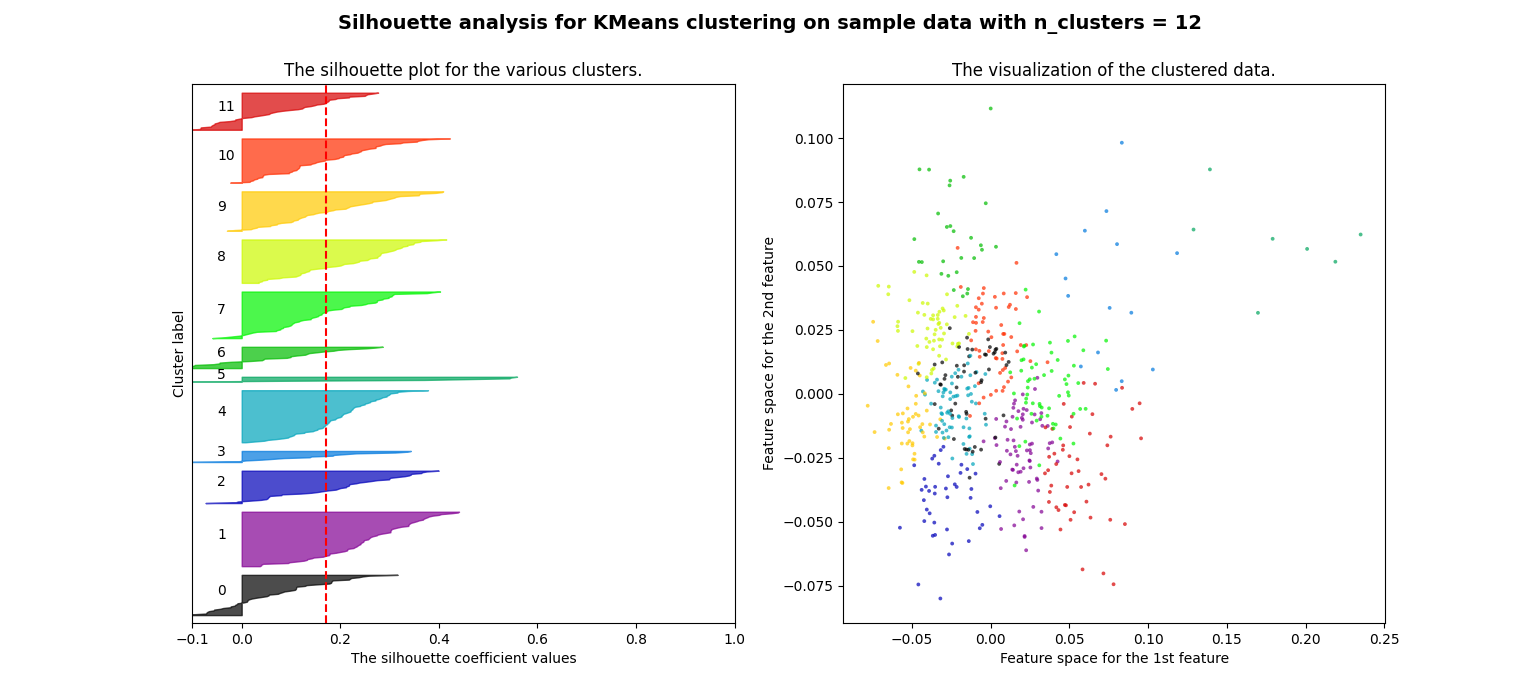 Silhouette analysis for KMeans clustering on sample data with n_clusters = 12
The silhouette plot for the various clusters.
Cluster label
11
10
9
8
7
6
5
4
3
2
1
0
−0.1 0.0 0.2 0.4 0.6 0.8 1.0
The silhouette coefficient values
The visualization of the clustered data.
Feature space for the 2nd feature
0.100
0.075
0.050
0.025
0.000
−0.025
−0.050
−0.075
−0.05 0.00 0.05 0.10 0.15 0.20 0.25
Feature space for the 1st feature